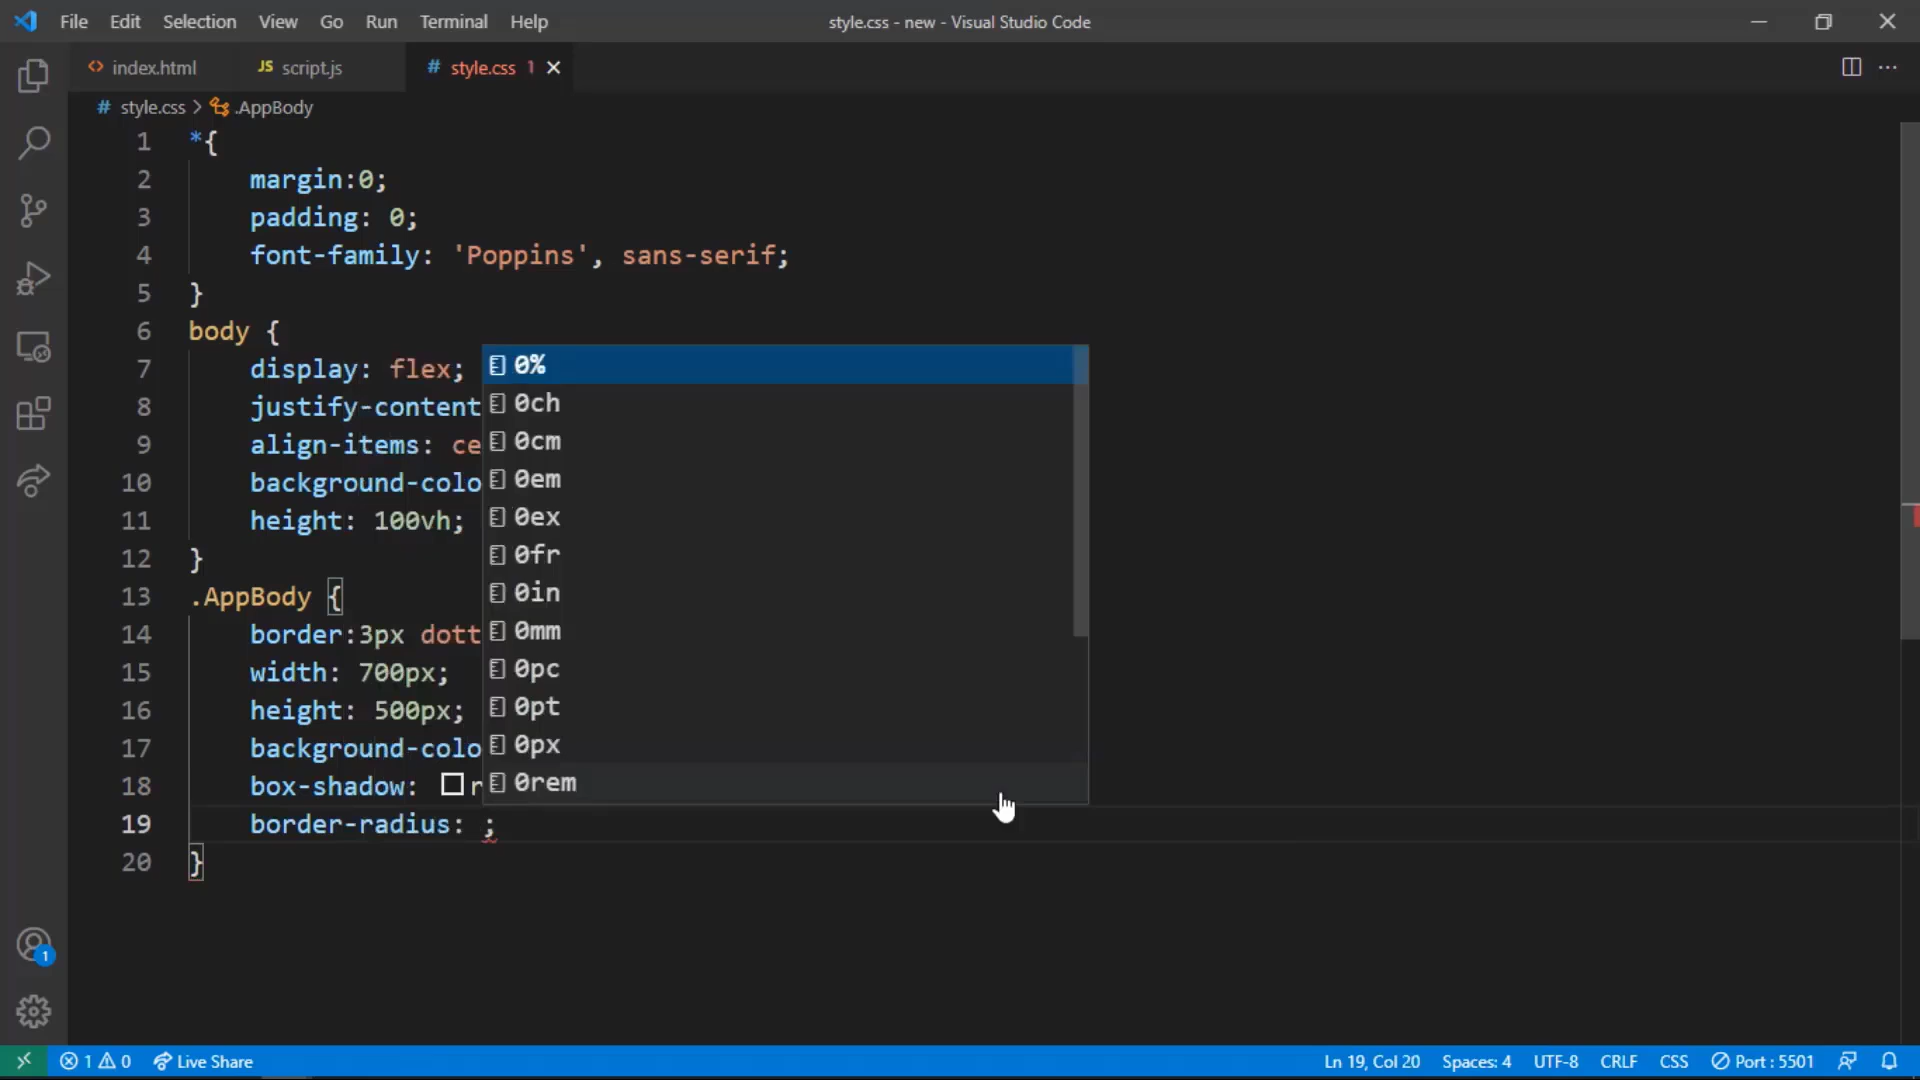 File Edit Selection View Go Run Terminal Help
style.css - new - Visual Studio Code
index.html
JS script.js
# style.css 1
# style.css > .AppBody
1 *{
2 margin:0;
3 padding: 0;
4 font-family: 'Poppins', sans-serif;
5 }
6 body {
7 display: flex;
8 justify-content
9 align-items: ce
10 background-colo
11 height: 100vh;
12 }
13 .AppBody {
14 border:3px dott
15 width: 700px;
16 height: 500px;
17 background-colo
18 box-shadow: r
19 border-radius: ;
20 }
0%
0ch
0cm
0em
0ex
0fr
0in
0mm
0pc
0pt
0px
0rem
1
1 0 Live Share
Ln 19, Col 20 Spaces: 4 UTF-8 CRLF CSS Port : 5501